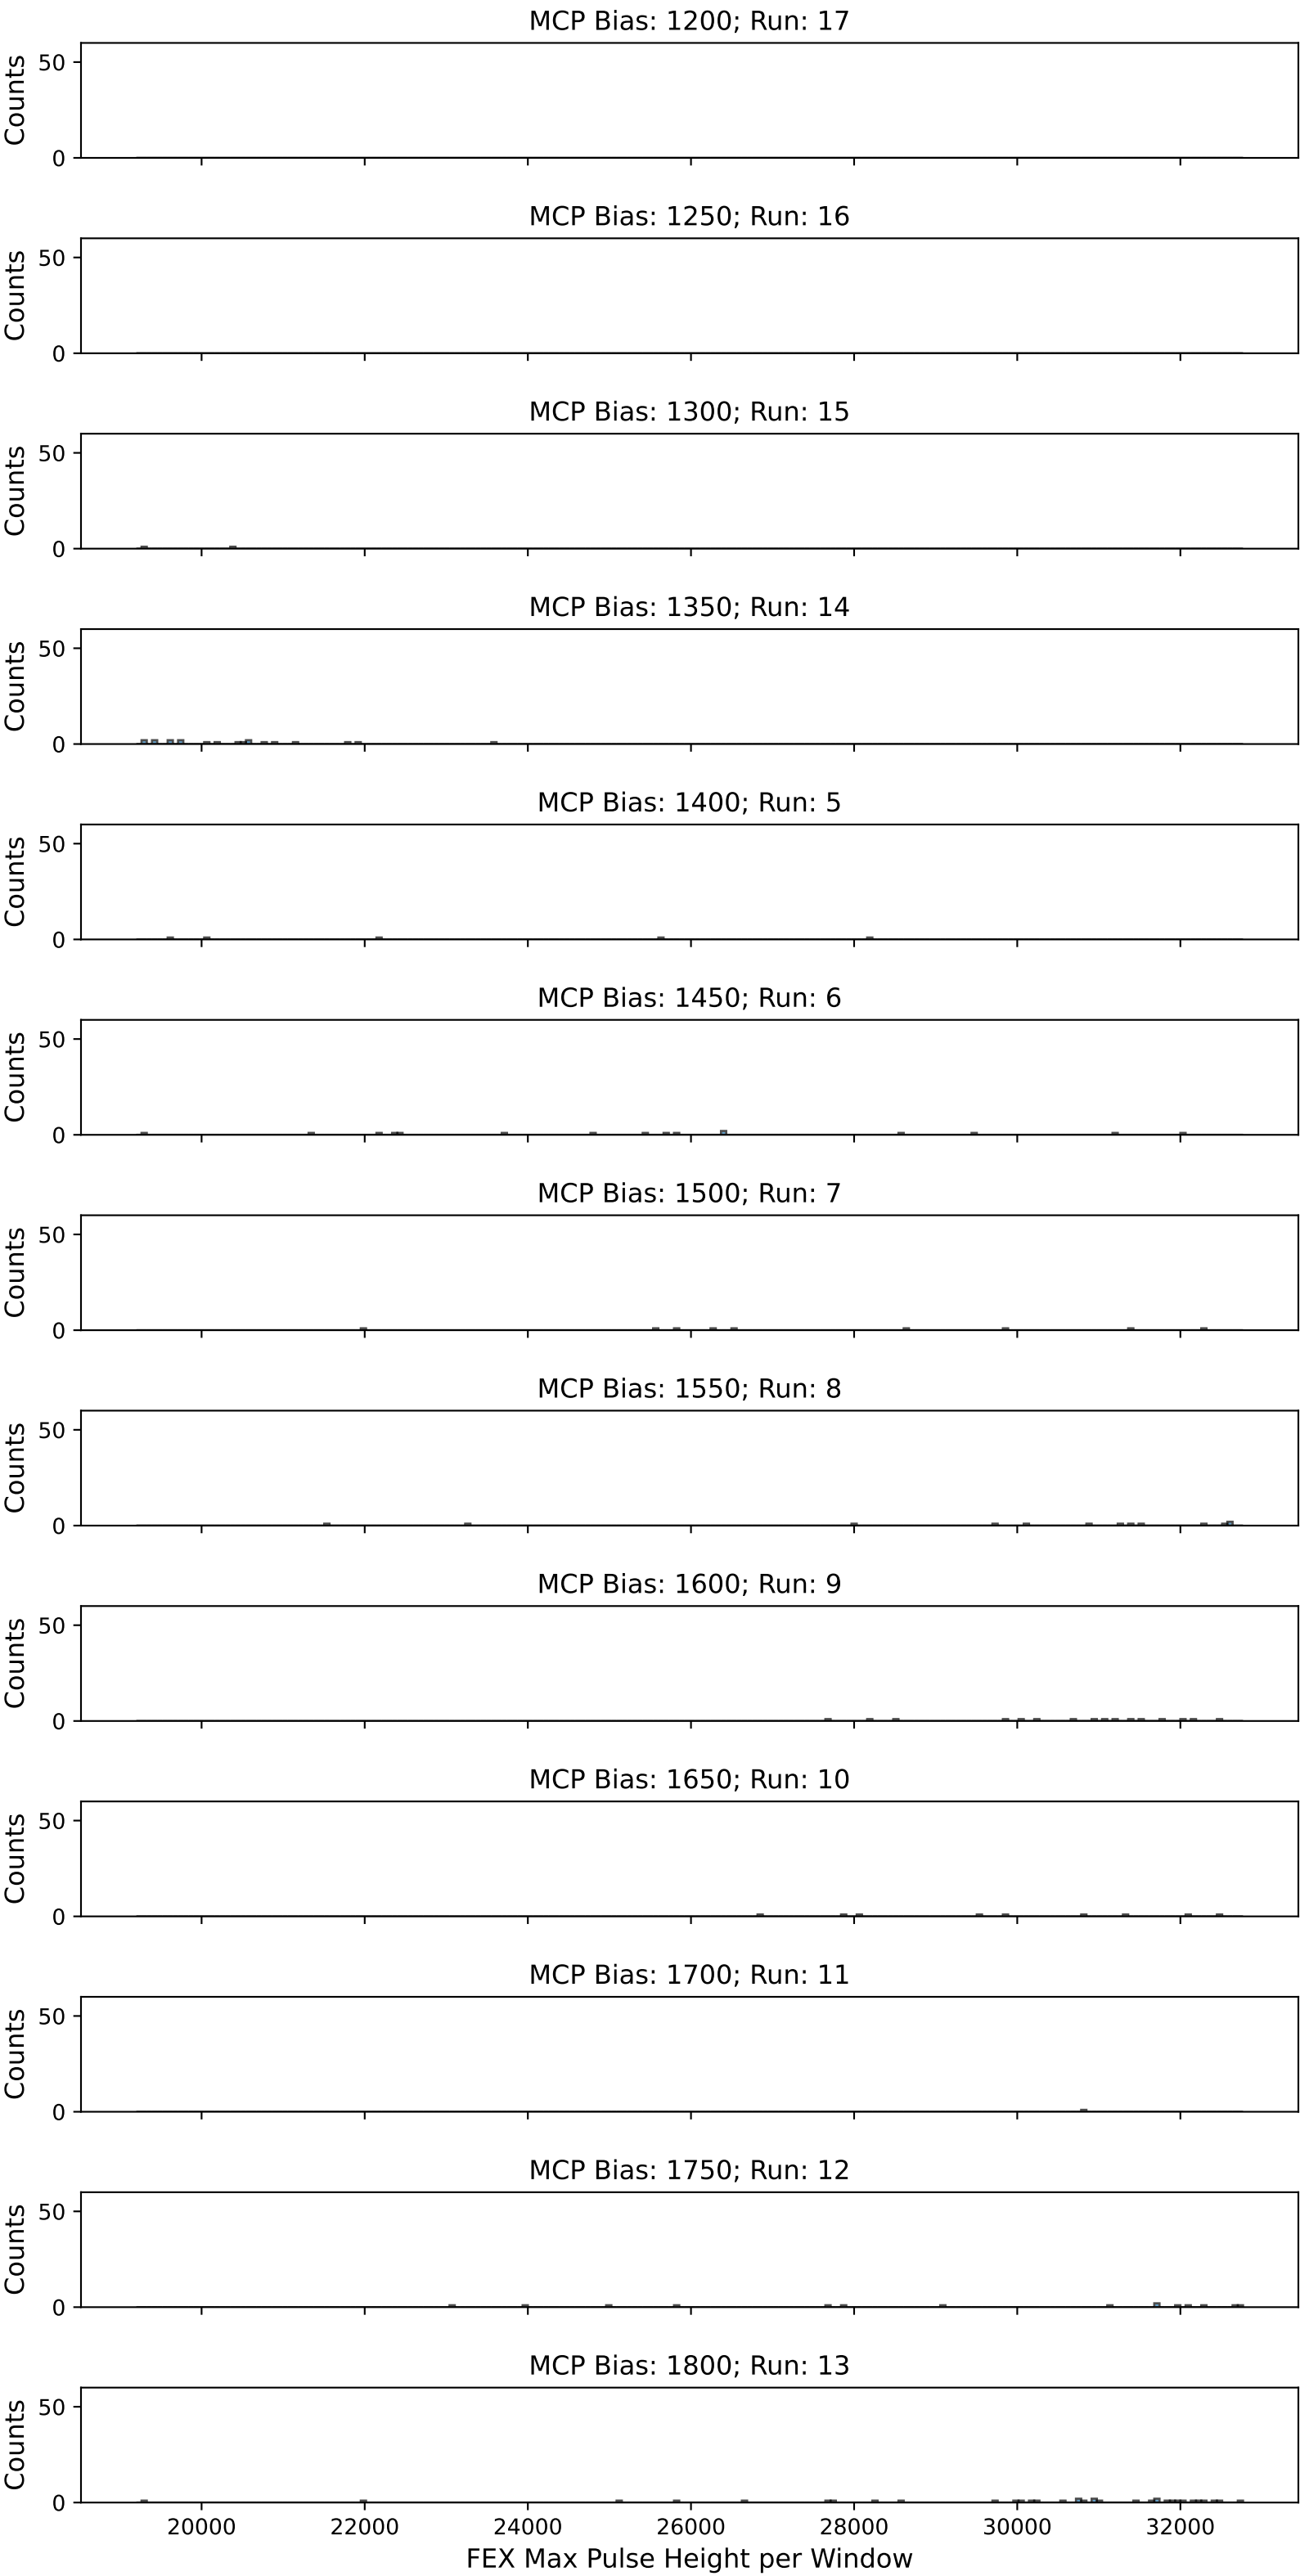 MCP Bias: 1200; Run: 17
50
Counts
0
MCP Bias: 1250; Run: 16
50
Counts
0
MCP Bias: 1300; Run: 15
50
Counts
0
MCP Bias: 1350; Run: 14
50
Counts
0
MCP Bias: 1400; Run: 5
50
Counts
0
MCP Bias: 1450; Run: 6
50
Counts
0
MCP Bias: 1500; Run: 7
50
Counts
0
MCP Bias: 1550; Run: 8
50
Counts
0
MCP Bias: 1600; Run: 9
50
Counts
0
MCP Bias: 1650; Run: 10
50
Counts
0
MCP Bias: 1700; Run: 11
50
Counts
0
MCP Bias: 1750; Run: 12
50
Counts
0
MCP Bias: 1800; Run: 13
50
Counts
0
20000 22000 24000 26000 28000 30000 32000
FEX Max Pulse Height per Window